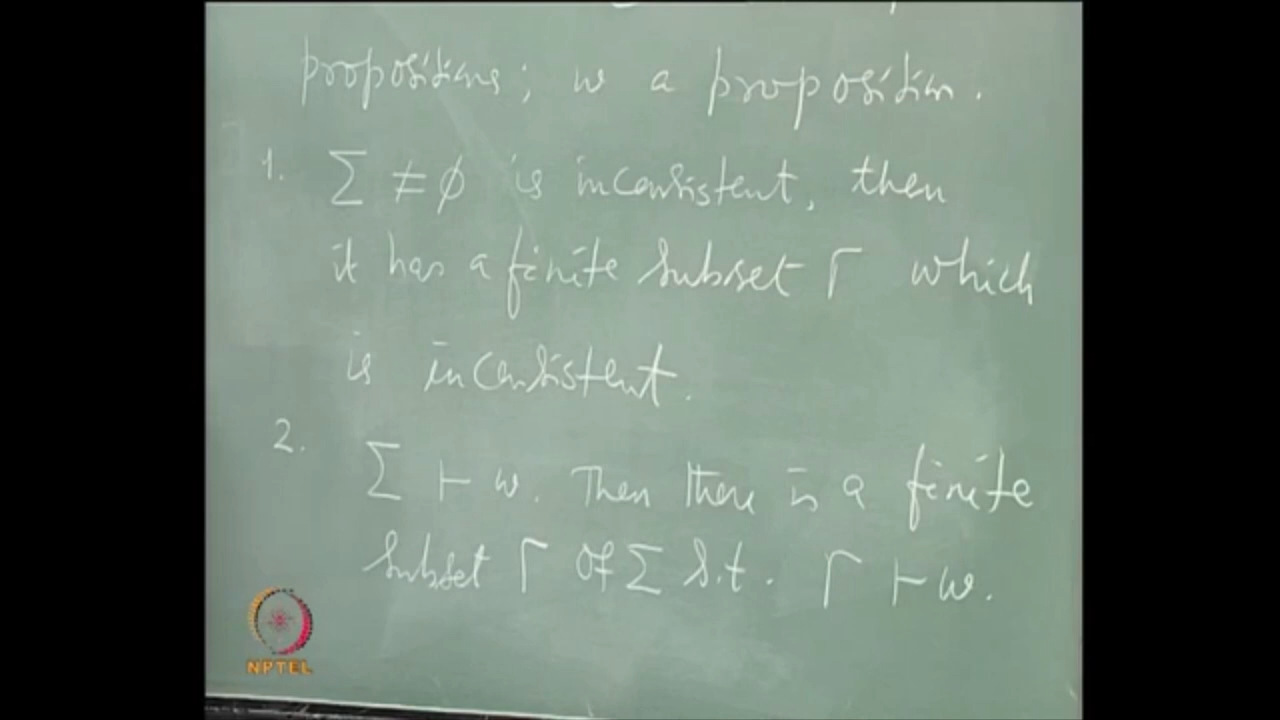 propositions; w a proposition.
1. Σ ≠ ϕ is inconsistent, then
it has a finite subset Γ which
is inconsistent.
2. Σ ⊢ w. Then there is a finite
subset Γ of Σ s.t. Γ ⊢ w.
NPTEL